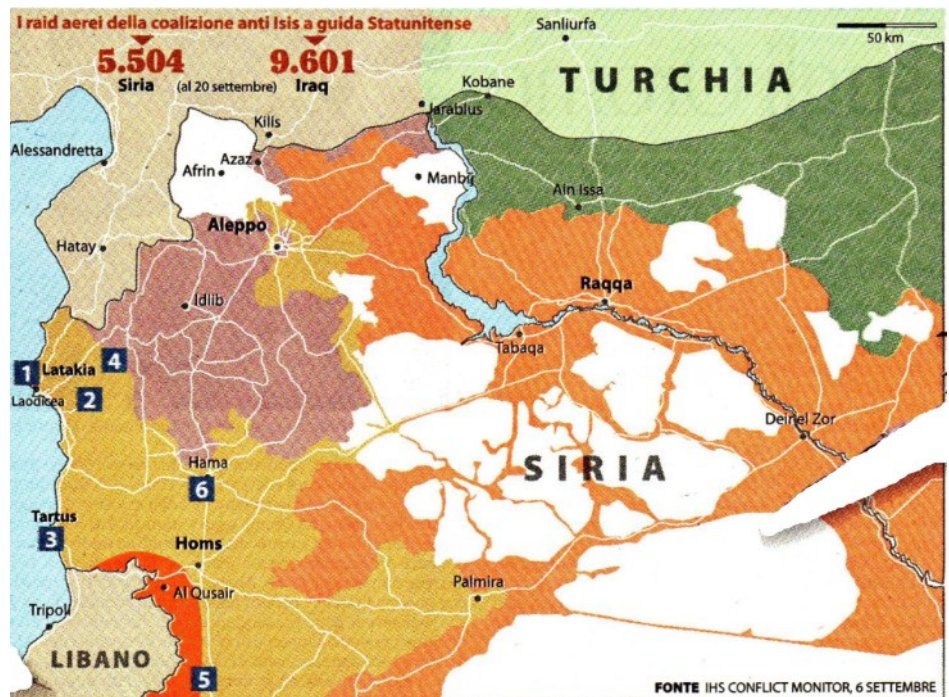 I raid aerei della coalizione anti Isis a guida Statunitense
5.504
9.601
Siria
(al 20 settembre)
Iraq
Sanliurfa
50 km
TURCHIA
Kobane
Jarablus
Kilis
Alessandretta
Azaz
Afrin
Manbij
Ain Issa
Aleppo
Hatay
Raqqa
Idlib
Tabaqa
1
Latakia
4
Laodicea
2
Deir el Zor
Hama
SIRIA
6
Tartus
3
Homs
Palmira
Al Qusair
Tripoli
LIBANO
5
FONTE IHS CONFLICT MONITOR, 6 SETTEMBRE